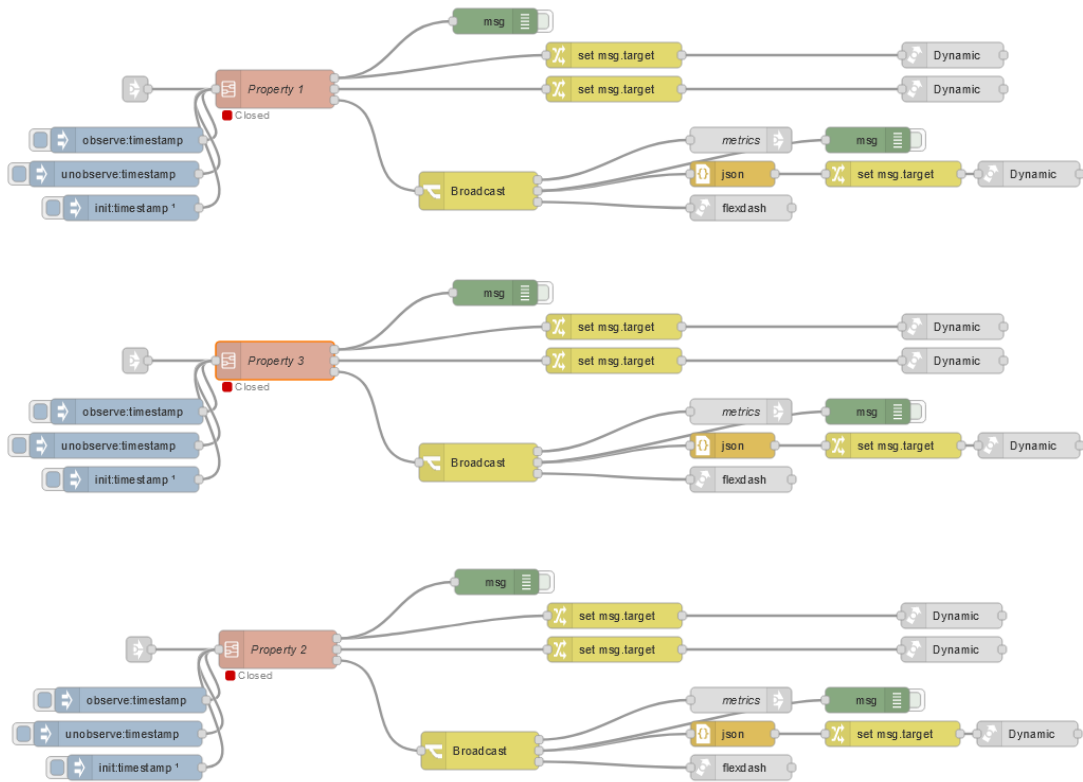 msg
set msg.target
Dynamic
Property 1
set msg.target
Dynamic
Closed
observe:timestamp
metrics
msg
unobserve:timestamp
Broadcast
json
set msg.target
Dynamic
init:timestamp ¹
flexdash
msg
set msg.target
Dynamic
Property 3
set msg.target
Dynamic
Closed
observe:timestamp
metrics
msg
unobserve:timestamp
Broadcast
json
set msg.target
Dynamic
init:timestamp ¹
flexdash
msg
set msg.target
Dynamic
Property 2
set msg.target
Dynamic
Closed
observe:timestamp
metrics
msg
unobserve:timestamp
Broadcast
json
set msg.target
Dynamic
init:timestamp ¹
flexdash